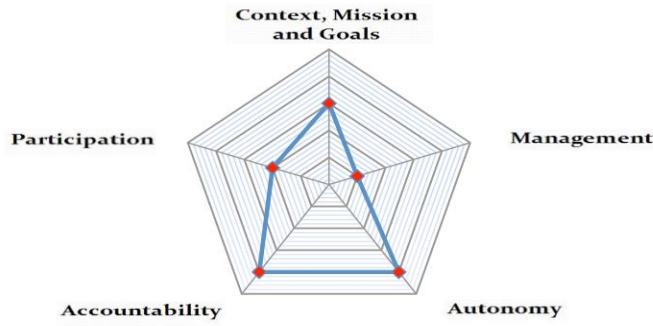 Context, Mission
and Goals
Participation
Management
Accountability
Autonomy